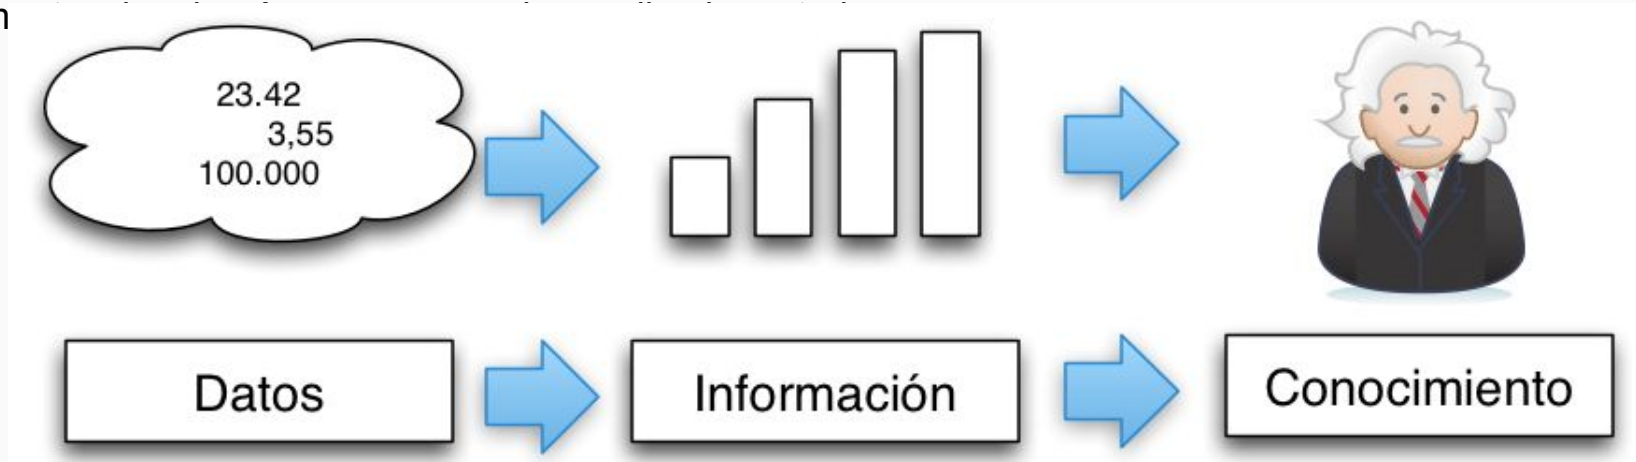 n
23.42
3,55
100.000
Datos
Información
Conocimiento